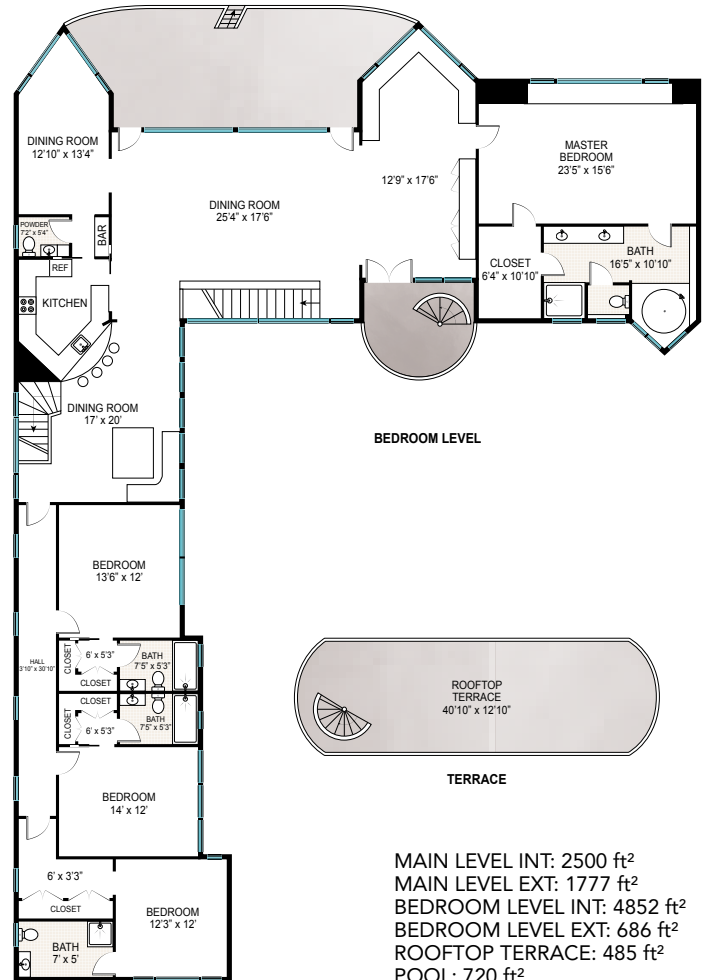 DINING ROOM
12'10" x 13'4"
MASTER
BEDROOM
23'5" x 15'6"
12'9" x 17'6"
DINING ROOM
25'4" x 17'6"
POWDER
7'2" x 5'4"
BAR
REF
KITCHEN
CLOSET
6'4" x 10'10"
BATH
16'5" x 10'10"
DINING ROOM
17' x 20'
BEDROOM LEVEL
BEDROOM
13'6" x 12'
HALL
3'10" x 30'10"
CLOSET
6' x 5'3"
CLOSET
BATH
7'5" x 5'3"
CLOSET
CLOSET
6' x 5'3"
BATH
7'5" x 5'3"
ROOFTOP
TERRACE
40'10" x 12'10"
TERRACE
BEDROOM
14' x 12'
6' x 3'3"
CLOSET
BEDROOM
12'3" x 12'
BATH
7' x 5'
MAIN LEVEL INT: 2500 ft²
MAIN LEVEL EXT: 1777 ft²
BEDROOM LEVEL INT: 4852 ft²
BEDROOM LEVEL EXT: 686 ft²
ROOFTOP TERRACE: 485 ft²
POOL: 720 ft²